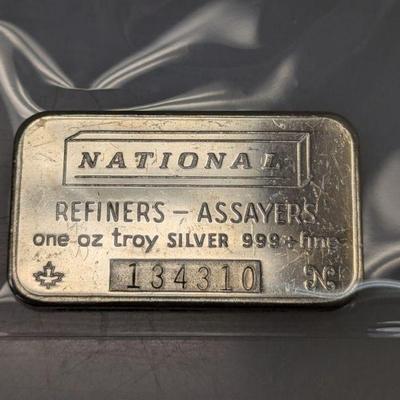 NATIONAL
REFINERS - ASSAYERS
one oz troy SILVER 999+ fine
134310